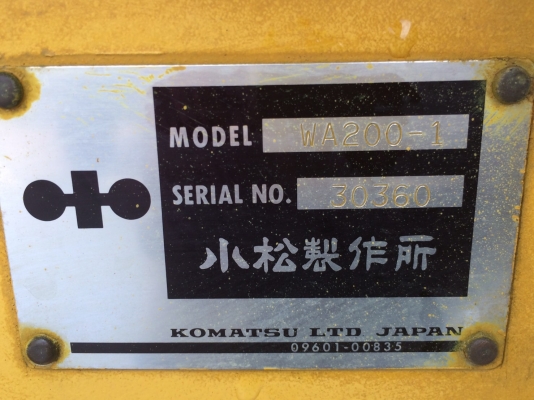 MODEL WA200-1
SERIAL NO. 30360
小松製作所
KOMATSU LTD JAPAN
09601-00835